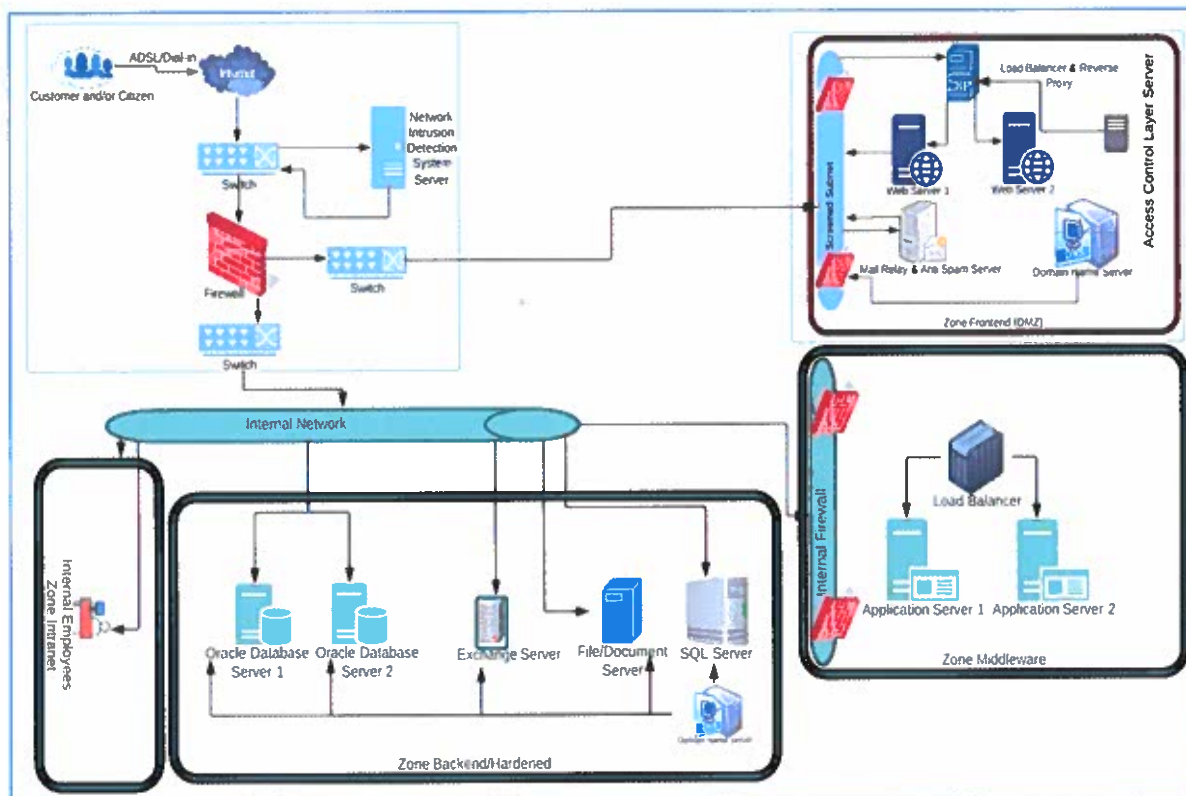 ADSL/Dial-in
Internet
Customer and/or Citizen
Network
Intrusion
Detection
System
Server
Switch
Firewall
Switch
Switch
Load Balancer & Reverse
Proxy
Access Control Layer Server
Screened Subnet
Web Server 1
Web Server 2
Mail Relay & Anti Spam Server
Domain Name Server
Zone Frontend (DMZ)
Internal Network
Internal Firewall
Load Balancer
Application Server 1
Application Server 2
Zone Middleware
Internal Employees
Zone Intranet
Oracle Database
Server 1
Oracle Database
Server 2
Exchange Server
File/Document
Server
SQL Server
Domain Name Server
Zone Backend/Hardened